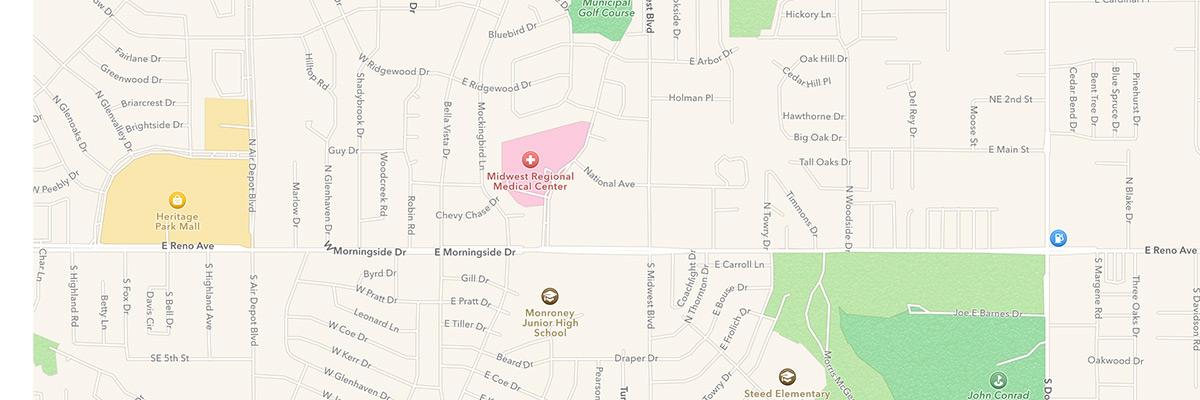 Municipal
Golf Course
Hickory Ln
E Cardinal Pl
Bluebird Dr
Fairlane Dr
W Ridgewood Dr
E Arbor Dr
Oak Hill Dr
Greenwood Dr
Hilltop Rd
Shadybrook Dr
E Ridgewood Dr
Cedar Hill Pl
Holman Pl
Briarcrest Dr
Brightside Dr
N Glenoaks Dr
N Glenvalley Dr
Bella Vista Dr
Mockingbird Ln
Del Rey Dr
Moose St
NE 2nd St
Cedar Bend Dr
Bent Tree Dr
Blue Spruce Dr
Pinehurst Dr
Hawthorne Dr
Big Oak Dr
Guy Dr
E Main St
Tall Oaks Dr
N Air Depot Blvd
Midwest Regional
Medical Center
National Ave
W Peebly Dr
Marlow Dr
N Glenhaven Dr
Woodcreek Rd
Robin Rd
Chevy Chase Dr
Heritage
Park Mall
Timmons Dr
N Towry Dr
N Woodside Dr
N Blake Dr
E Reno Ave
W Morningside Dr
E Morningside Dr
E Reno Ave
Char Ln
S Highland Rd
Betty Ln
S Fox Dr
Davis Cir
S Bell Dr
S Highland Ave
S Air Depot Blvd
Byrd Dr
Gill Dr
W Pratt Dr
E Pratt Dr
Leonard Ln
E Tiller Dr
W Coe Dr
Monroney
Junior High
School
S Midwest Blvd
Coachlight Dr
N Thornton Dr
E Carroll Ln
E Bouse Dr
E Frolich Dr
Joe E Barnes Dr
S Margene Rd
Three Oaks Dr
S Davidson Rd
SE 5th St
W Kerr Dr
Beard Dr
Draper Dr
Oakwood Dr
W Glenhaven Dr
E Coe Dr
Pearson
Towry Dr
Steed Elementary
John Conrad